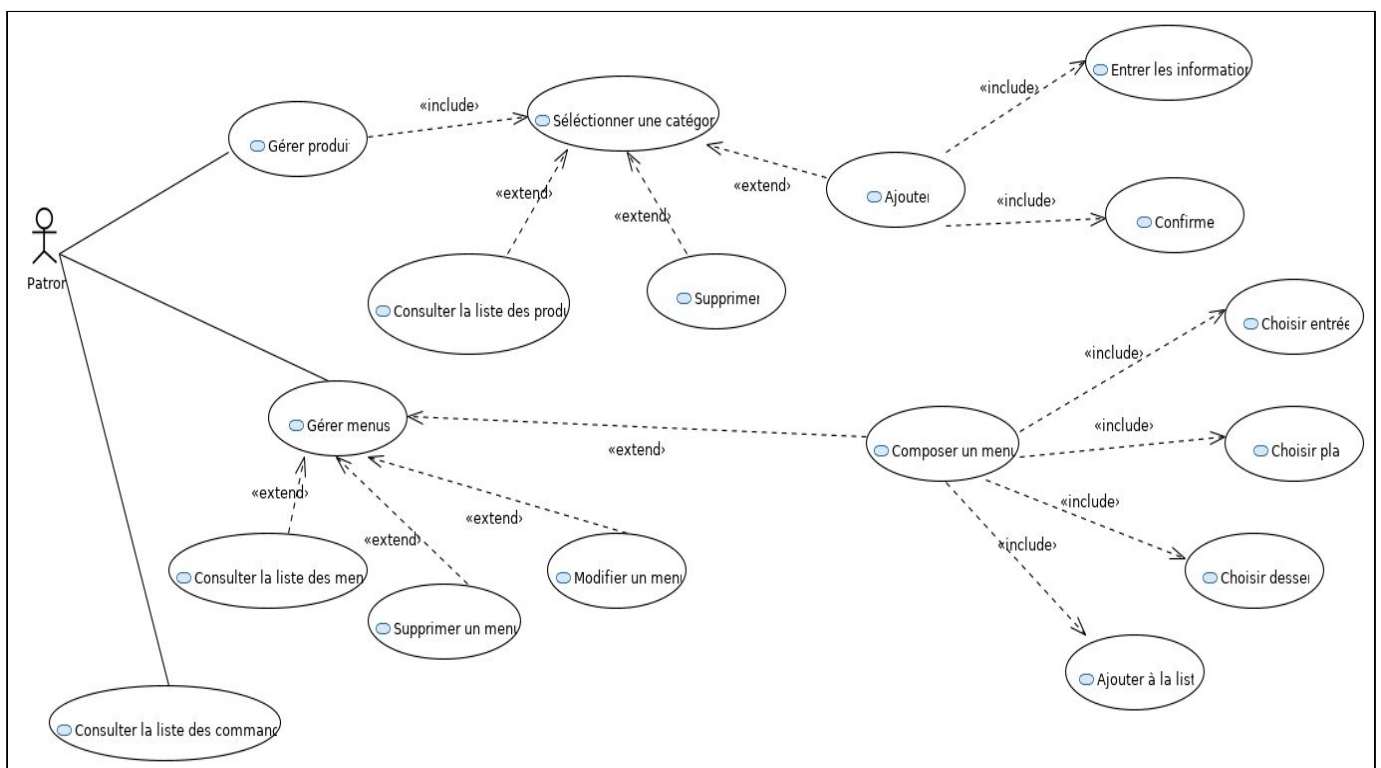 Entrer les information
«include›
«include›
Séléctionner une catégor
Gérer produi
«extend›
«extend›
«extend›
Ajouter
«include›
Confirme
Patron
Consulter la liste des produ
Supprimer
Choisir entrée
«include›
Gérer menus
«extend›
Composer un menu
«include›
Choisir pla
«extend›
«extend›
«extend›
«include›
«include›
Consulter la liste des men
Modifier un menu
Choisir desser
Supprimer un menu
Ajouter à la list
Consulter la liste des command